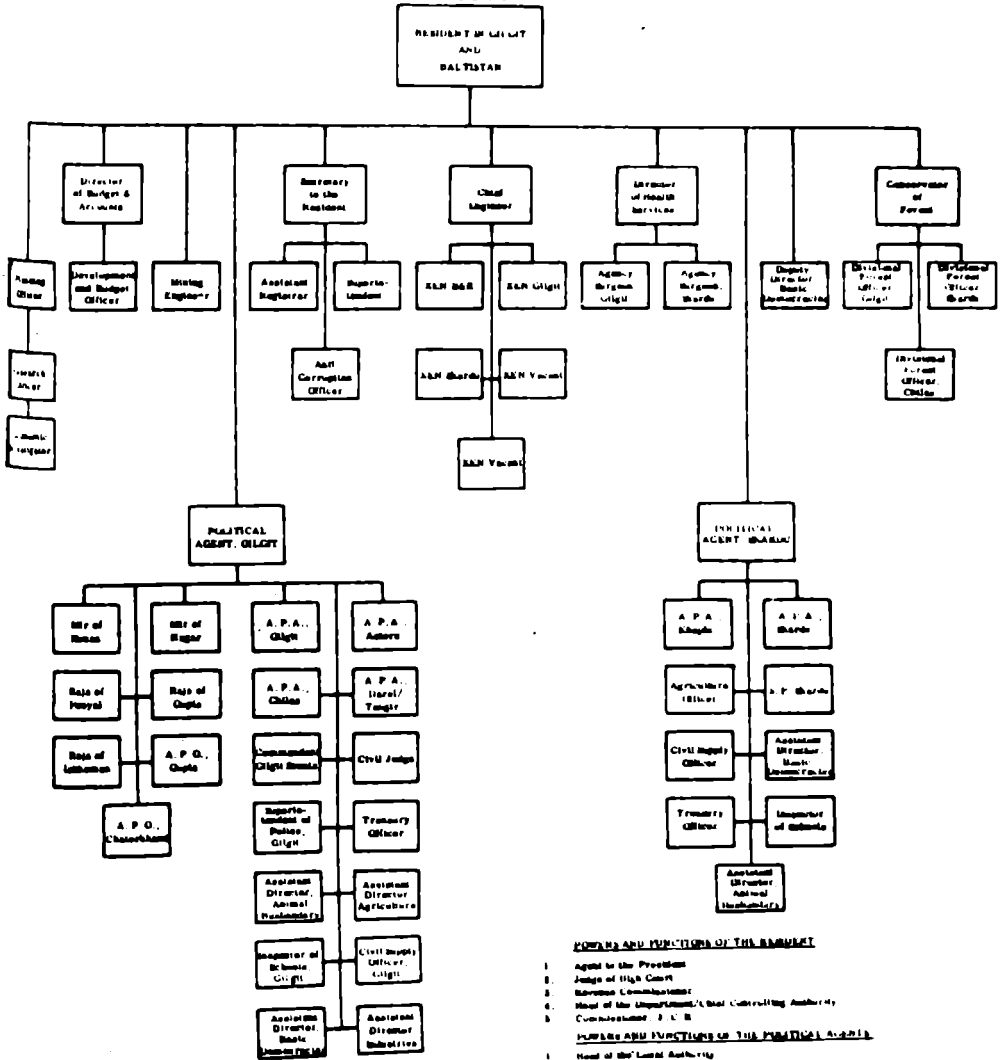 RESIDENT IN GILGIT
AND
BALTISTAN
Director
of Budget &
Accounts
Secretary
to the
Resident
Chief
Engineer
Director
of Health
Services
Conservator
of
Forest
Development
and Budget
Officer
Mining
Engineer
Assistant
Registrar
Superin-
tendent
XEN B&R
XEN Gilgit
Agency
Surgeon
Gilgit
Agency
Surgeon,
Skardu
Deputy
Director
Basic
Democracies
Divisional
Forest
Officer
Gilgit
Divisional
Forest
Officer
Skardu
Anti
Corruption
Officer
XEN Skardu
XEN Vacant
Divisional
Forest
Officer,
Chilas
XEN Vacant
POLITICAL
AGENT, GILGIT
POLITICAL
AGENT, SKARDU
Mir of
Hunza
Mir of
Nagar
A. P. A.,
Gilgit
A. P. A.,
Astore
A. P. A.,
Khaplu
A. P. A.,
Skardu
Raja of
Punyal
Raja of
Gupis
A. P. A.,
Chilas
A. P. A.,
Darel/
Tangir
Agriculture
Officer
S.P. Skardu
Raja of
A. P. O.,
Gupis
Commandant
Gilgit Scouts
Civil Judge
Civil Supply
Officer
Assistant
Director,
Basic
Democracies
A. P. O.,
Superin-
tendent of
Police,
Gilgit
Treasury
Officer
Treasury
Officer
Inspector
of Schools
Assistant
Director,
Animal
Husbandary
Assistant
Director
Agriculture
Assistant
Director
Animal
Husbandary
Inspector of
Schools,
Gilgit
Civil Supply
Officer,
Gilgit
Assistant
Director,
Basic
Democracies
Assistant
Director
Industries
POWERS AND FUNCTIONS OF THE RESIDENT
1. Agent to the President
2. Judge of High Court
3. Revenue Commissioner
4. Head of the Department/Chief Controlling Authority
5. Commissioner, F. C. R.
POWERS AND FUNCTIONS OF THE POLITICAL AGENTS
1. Head of the Local Authority